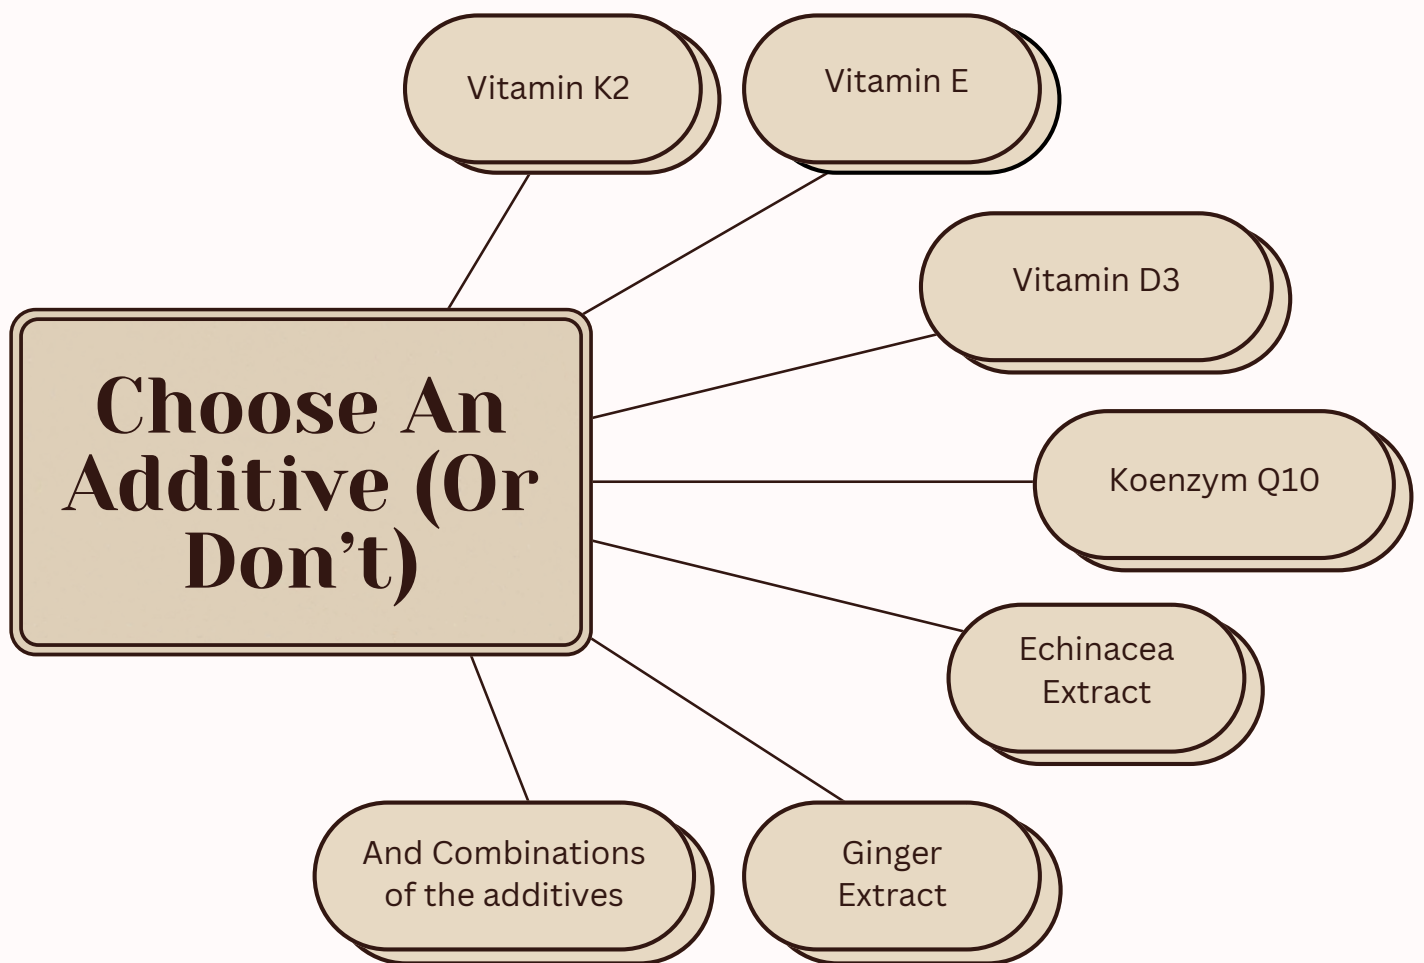 Vitamin K2
Vitamin E
Vitamin D3
Choose An
Additive (Or
Don’t)
Koenzym Q10
Echinacea
Extract
And Combinations
of the additives
Ginger
Extract